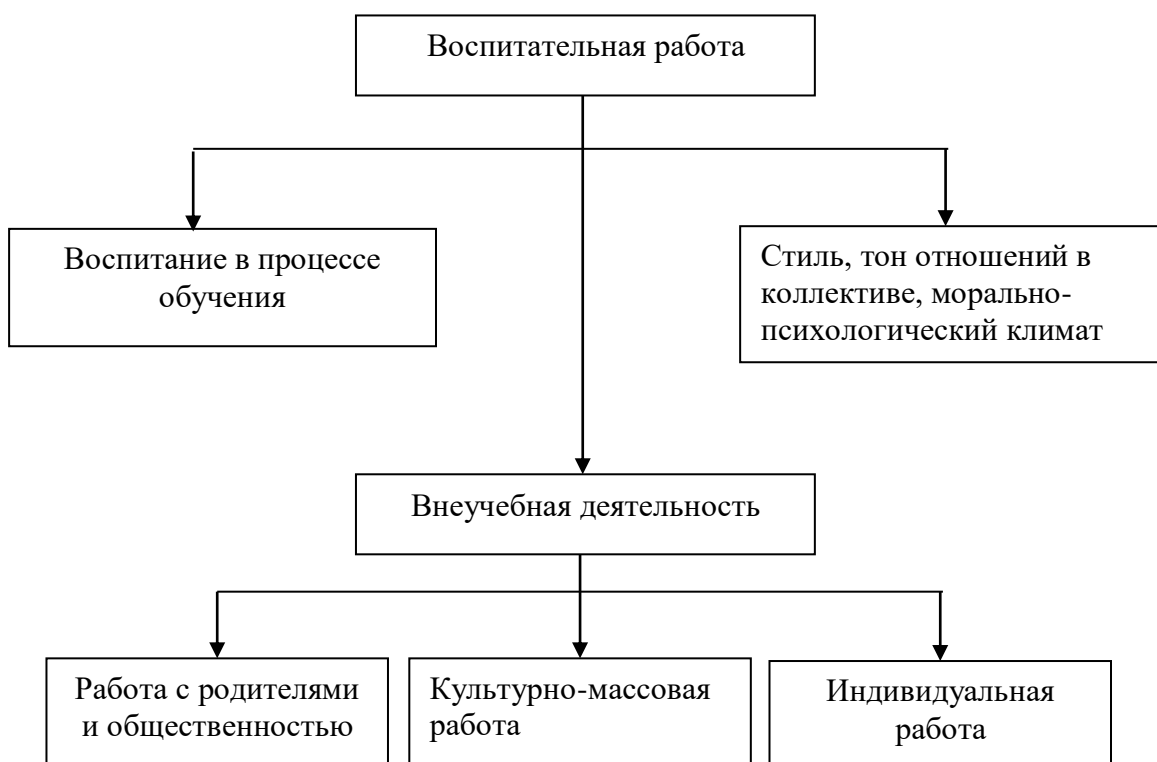 Воспитательная работа
Воспитание в процессе
обучения
Стиль, тон отношений в
коллективе, морально-
психологический климат
Внеучебная деятельность
Работа с родителями
и общественностью
Культурно-массовая
работа
Индивидуальная
работа